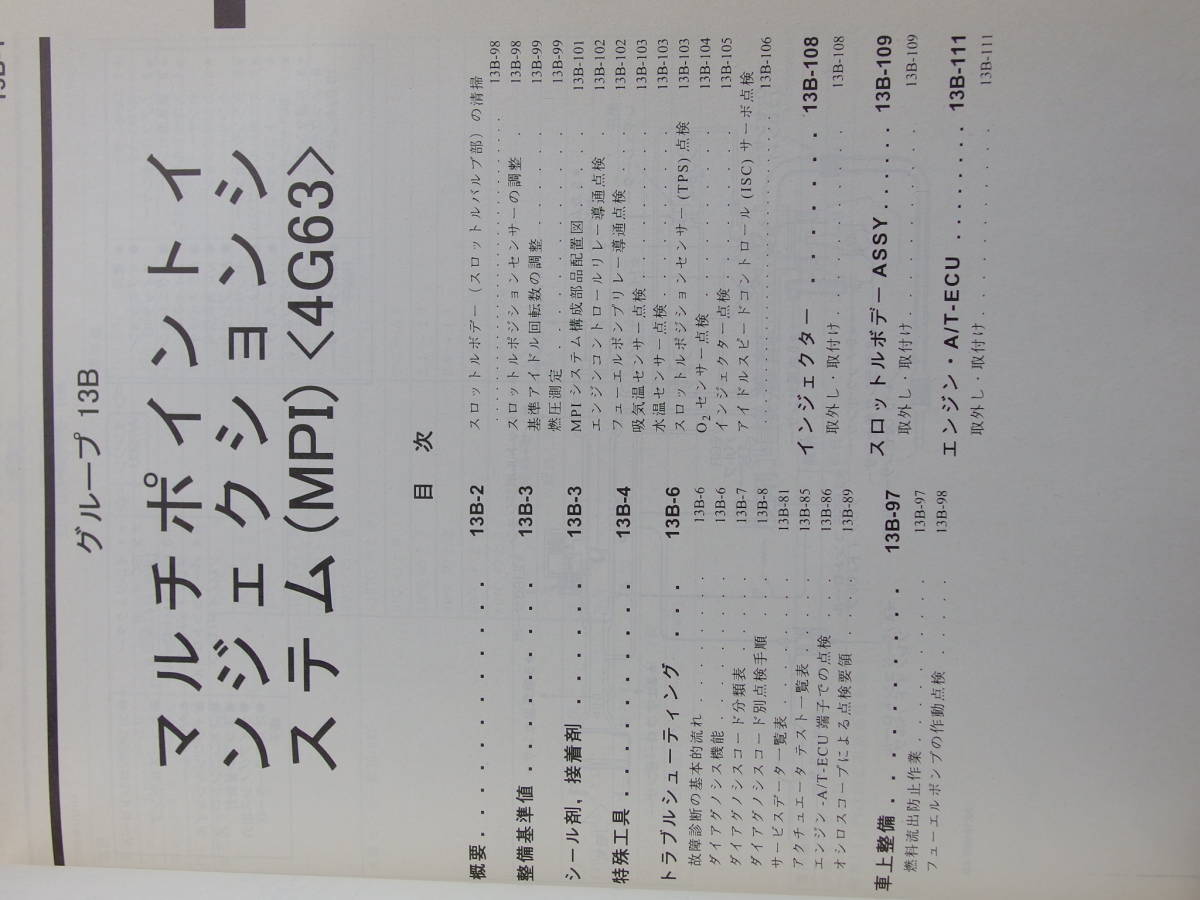 グループ 13B
マルチポイントイ
ンジェクションシ
ステム(MPI)<4G63>
目 次
概要. . . . . . . . . . . 13B-2
整備基準値 . . . . . . . . 13B-3
シール剤，接着剤 . . . . . . 13B-3
特殊工具. . . . . . . . . . 13B-4
トラブルシューティング . . . 13B-6
故障診断の基本的流れ . . . . . . . 13B-6
ダイアグノシス機能 . . . . . . . . 13B-6
ダイアグノシスコード分類表 . . . . . 13B-7
ダイアグノシスコード別点検手順 . . . 13B-8
サービスデータ一覧表 . . . . . . . 13B-81
アクチュエータ テスト一覧表 . . . . . 13B-85
エンジン-A/T-ECU 端子での点検 . . . 13B-86
オシロスコープによる点検要領 . . . . 13B-89
車上整備 . . . . . . . . . . 13B-97
燃料流出防止作業 . . . . . . . . . 13B-97
フューエルポンプの作動点検 . . . . . 13B-98
スロットルボデー (スロットルバルブ部) の清掃
. . . . . . . . . . . . . . . . . . . . 13B-98
スロットルポジションセンサーの調整 . 13B-98
基準アイドル回転数の調整 . . . . . . 13B-99
燃圧測定 . . . . . . . . . . . . . 13B-99
MPI システム構成部品配置図 . . . . . 13B-101
エンジンコントロールリレー導通点検 . 13B-102
フューエルポンプリレー導通点検 . . . 13B-102
吸気温センサー点検 . . . . . . . . 13B-103
水温センサー点検 . . . . . . . . . 13B-103
スロットルポジションセンサー (TPS) 点検 13B-103
O2 センサー点検 . . . . . . . . . . 13B-104
インジェクター点検 . . . . . . . . 13B-105
アイドルスピードコントロール (ISC) サーボ点検
. . . . . . . . . . . . . . . . . . . . 13B-106
インジェクター . . . . . . . 13B-108
取外し・取付け . . . . . . . . . . 13B-108
スロットルボデー ASSY . . . . . . 13B-109
取外し・取付け . . . . . . . . . . 13B-109
エンジン・A/T-ECU . . . . . . . . 13B-111
取外し・取付け . . . . . . . . . . 13B-111